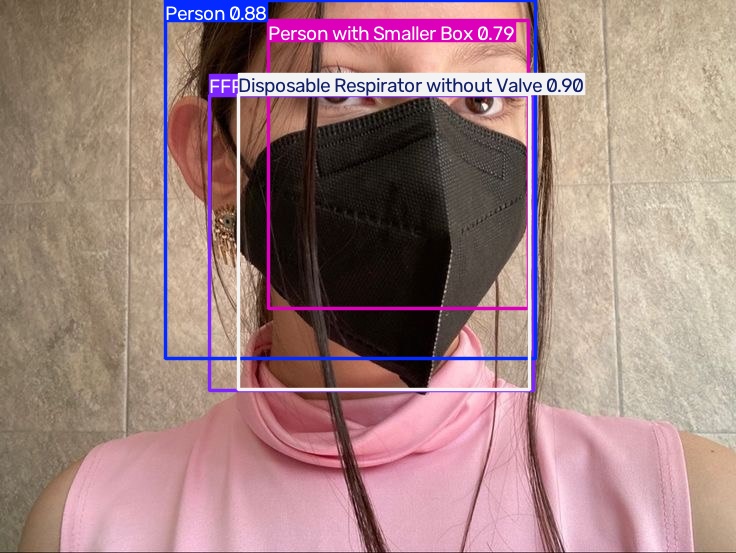 Person 0.88
Person with Smaller Box 0.79
Disposable Respirator without Valve 0.90